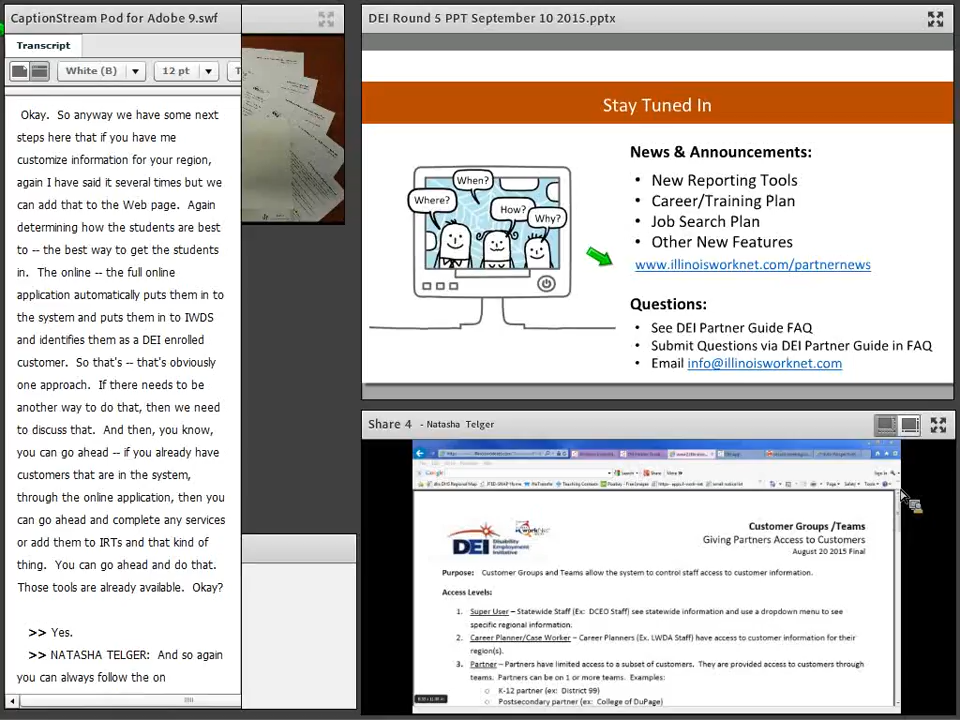 CaptionStream Pod for Adobe 9.swf
Transcript
White (B)
12 pt
T
Okay. So anyway we have some next
steps here that if you have me
customize information for your region,
again I have said it several times but we
can add that to the Web page. Again
determining how the students are best
to -- the best way to get the students
in. The online -- the full online
application automatically puts them in to
the system and puts them in to IWDS
and identifies them as a DEI enrolled
customer. So that's -- that's obviously
one approach. If there needs to be
another way to do that, then we need
to discuss that. And then, you know,
you can go ahead -- if you already have
customers that are in the system,
through the online application, then you
can go ahead and complete any services
or add them to IRTs and that kind of
thing. You can go ahead and do that.
Those tools are already available. Okay?
>> Yes.
>> NATASHA TELGER: And so again
you can always follow the on
DEI Round 5 PPT September 10 2015.pptx
Stay Tuned In
When?
Where?
How?
Why?
News & Announcements:
• New Reporting Tools
• Career/Training Plan
• Job Search Plan
• Other New Features
www.illinoisworknet.com/partnernews
Questions:
• See DEI Partner Guide FAQ
• Submit Questions via DEI Partner Guide in FAQ
• Email info@illinoisworknet.com
Share 4 - Natasha Telger
DEI Disability
Employment
Initiative
Customer Groups /Teams
Giving Partners Access to Customers
August 20 2015 Final
Purpose: Customer Groups and Teams allow the system to control staff access to customer information.
Access Levels:
1. Super User – Statewide Staff (Ex: DCEO Staff) see statewide information and use a dropdown menu to see
specific regional information.
2. Career Planner/Case Worker – Career Planners (Ex. LWDA Staff) have access to customer information for their
region(s).
3. Partner – Partners have limited access to a subset of customers. They are provided access to customers through
teams. Partners can be on 1 or more teams. Examples:
o K-12 partner (ex: District 99)
o Postsecondary partner (ex: College of DuPage)